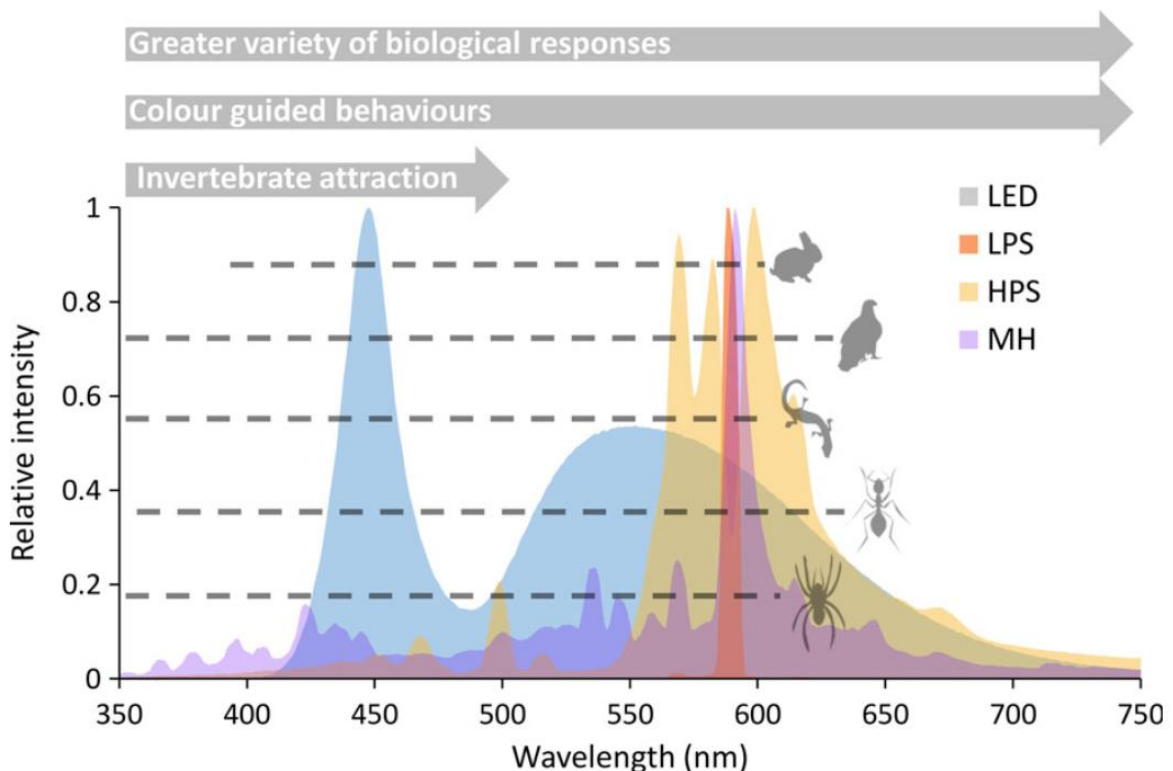 Greater variety of biological responses
Colour guided behaviours
Invertebrate attraction
LED
LPS
HPS
MH
Relative intensity
1
0.8
0.6
0.4
0.2
0
350 400 450 500 550 600 650 700 750
Wavelength (nm)